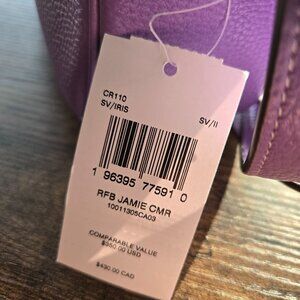 CR110
SV/IRIS
SV/II
1 96395 77591 0
RFB JAMIE CMR
10011305CA03
COMPARABLE VALUE
$350.00 USD
$430.00 CAD